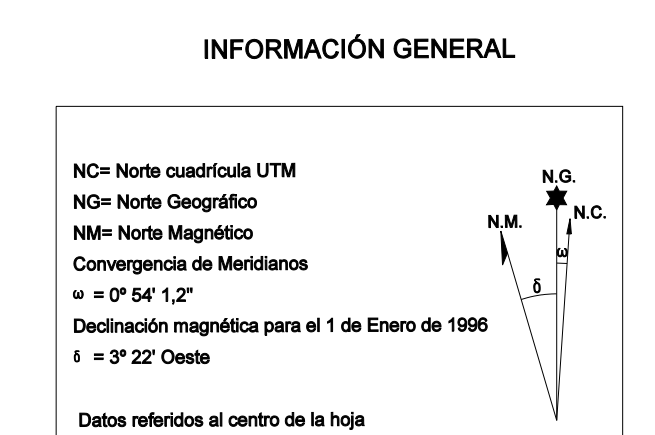 INFORMACIÓN GENERAL
NC= Norte cuadrícula UTM
NG= Norte Geográfico
NM= Norte Magnético
Convergencia de Meridianos
ω = 0º 54' 1,2"
Declinación magnética para el 1 de Enero de 1996
δ = 3º 22' Oeste
Datos referidos al centro de la hoja
N.G.
N.C.
N.M.
ω
δ